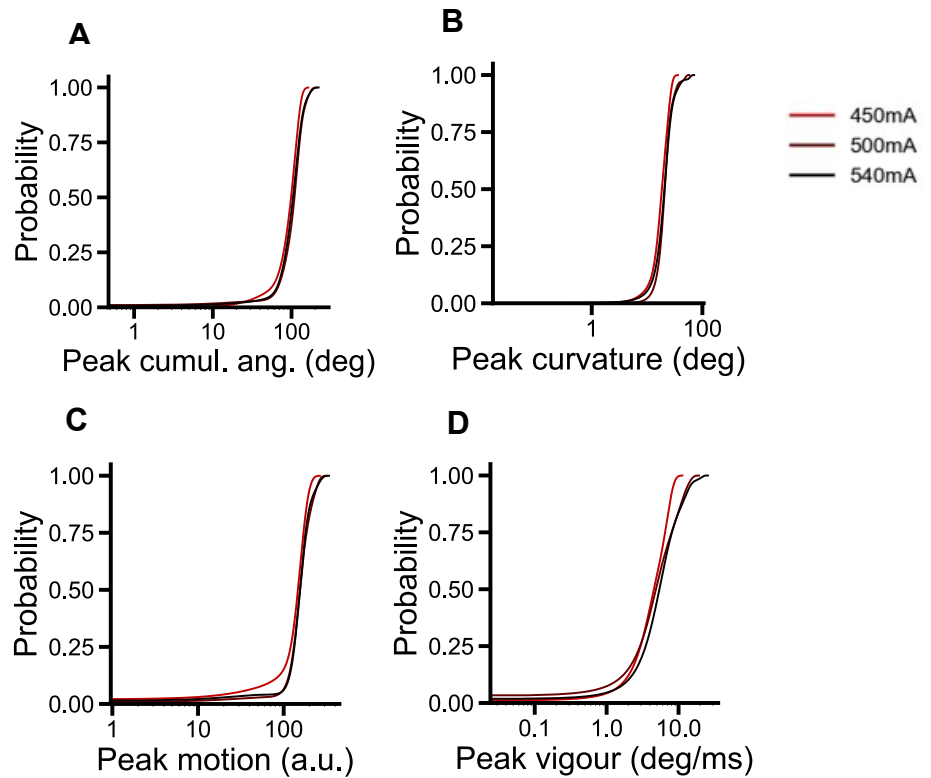 A
1.00
0.75
0.50
0.25
0.00
Probability
1
10
100
Peak cumul. ang. (deg)
B
1.00
0.75
0.50
0.25
0.00
Probability
1
100
Peak curvature (deg)
450mA
500mA
540mA
C
1.00
0.75
0.50
0.25
0.00
Probability
1
10
100
Peak motion (a.u.)
D
1.00
0.75
0.50
0.25
0.00
Probability
0.1
1.0
10.0
Peak vigour (deg/ms)